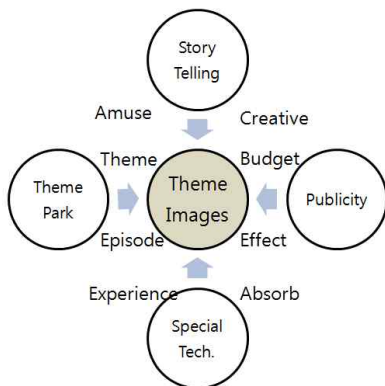 Story
Telling
Amuse
Creative
Theme
Budget
Theme
Park
Theme
Images
Publicity
Episode
Effect
Experience
Absorb
Special
Tech.